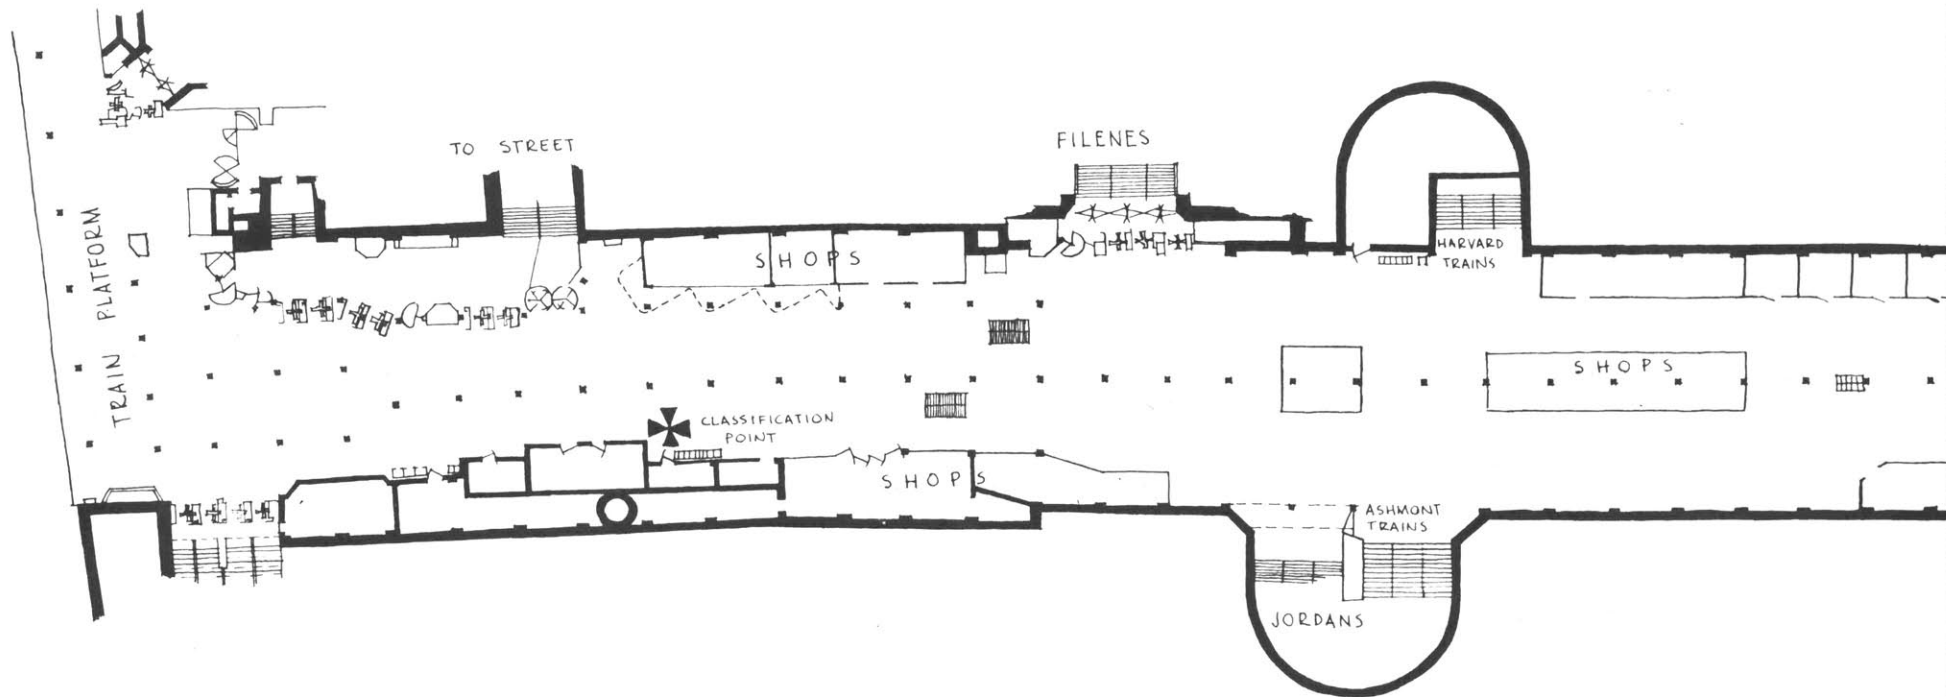 TO STREET
FILENES
TRAIN PLATFORM
SHOPS
HARVARD
TRAINS
SHOPS
CLASSIFICATION
POINT
SHOPS
ASHMONT
TRAINS
JORDANS